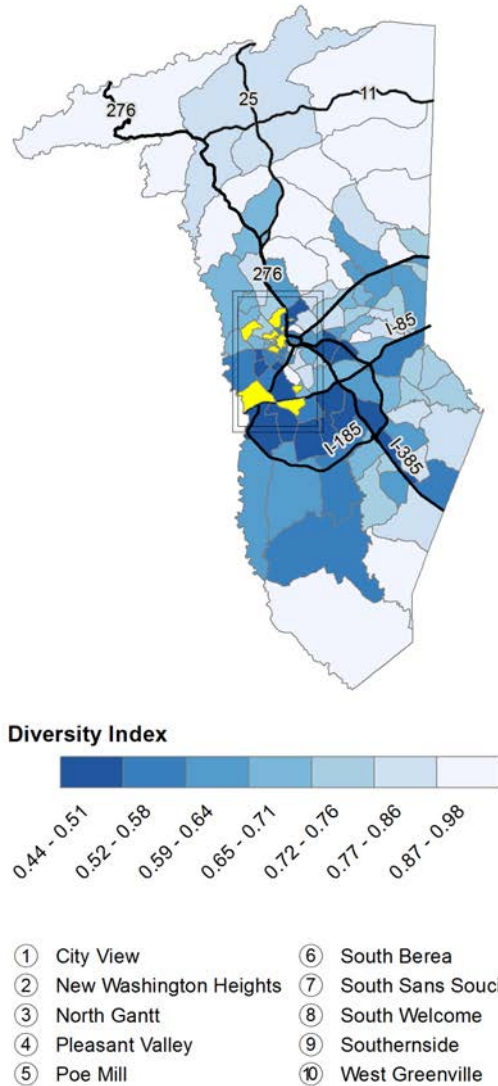 276
25
11
276
I-85
I-185
I-385
Diversity Index
0.44 - 0.51
0.52 - 0.58
0.59 - 0.64
0.65 - 0.71
0.72 - 0.76
0.77 - 0.86
0.87 - 0.98
1 City View
2 New Washington Heights
3 North Gantt
4 Pleasant Valley
5 Poe Mill
6 South Berea
7 South Sans Souci
8 South Welcome
9 Southernside
10 West Greenville